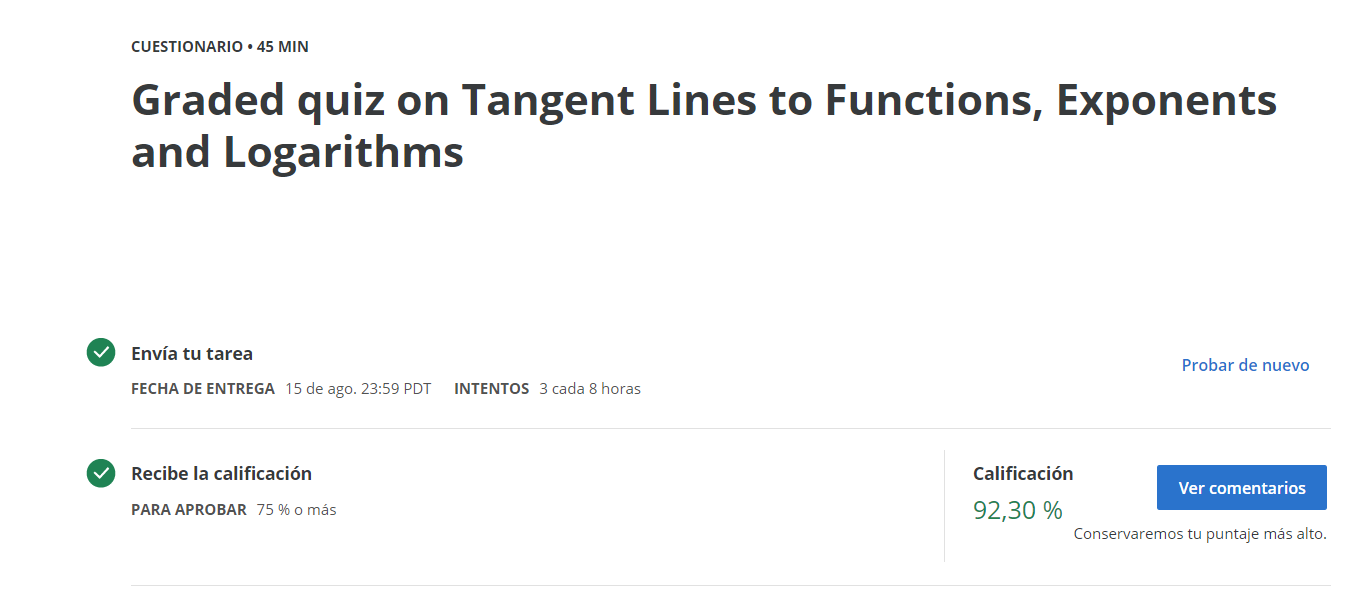 CUESTIONARIO • 45 MIN
Graded quiz on Tangent Lines to Functions, Exponents
and Logarithms
Envía tu tarea
FECHA DE ENTREGA 15 de ago. 23:59 PDT INTENTOS 3 cada 8 horas
Probar de nuevo
Recibe la calificación
PARA APROBAR 75 % o más
Calificación
92,30 %
Ver comentarios
Conservaremos tu puntaje más alto.